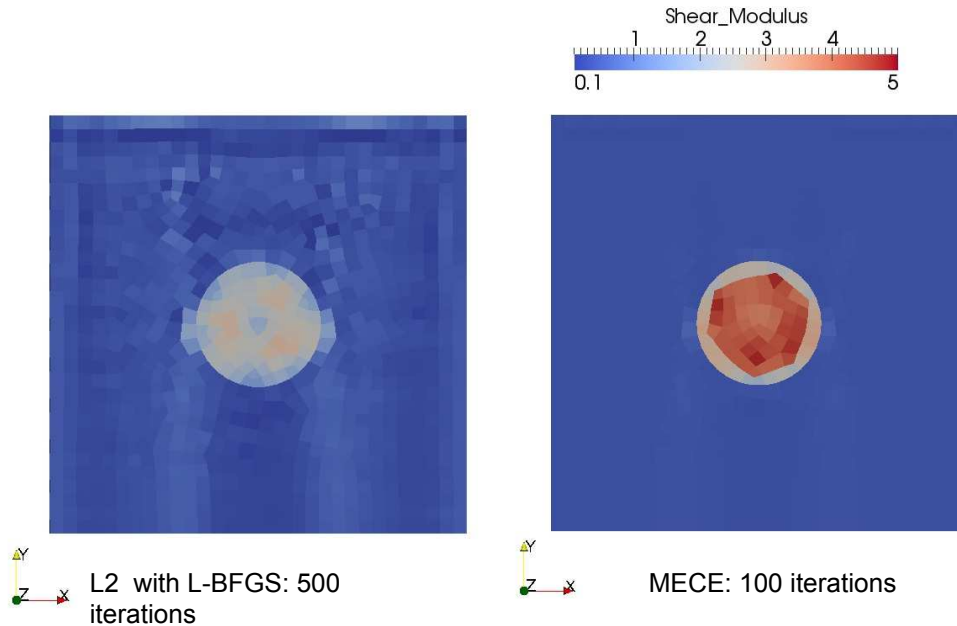 Shear_Modulus
1 2 3 4
0.1 5
Y
Z X
L2 with L-BFGS: 500
iterations
Y
Z X
MECE: 100 iterations